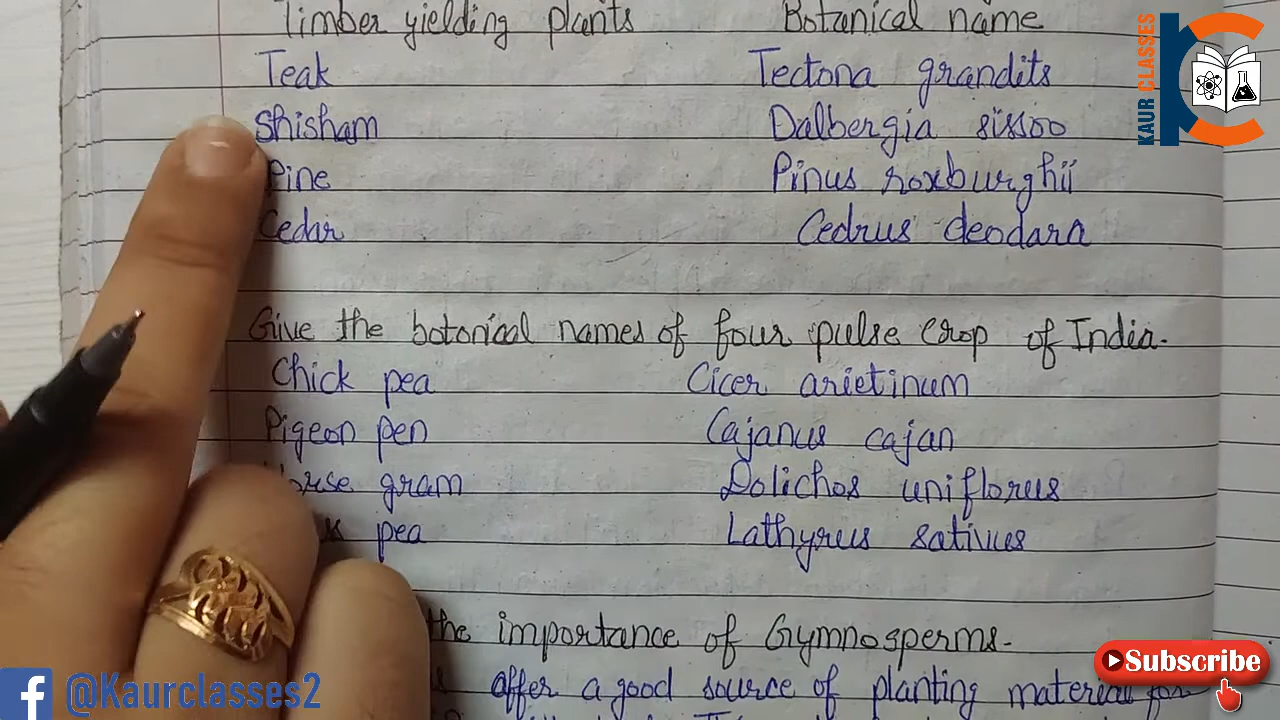 Timber yielding plants Botanical name
Teak Tectona grandits
Shisham Dalbergia sissoo
Pine Pinus roxburghii
Cedar Cedrus deodara
Give the botanical names of four pulse crop of India.
Chick pea Cicer arietinum
Pigeon pen Cajanus cajan
Horse gram Dolichos uniflorus
pea Lathyrus sativus
the importance of Gymnosperms.
offer a good source of planting material for
KAUR CLASSES
Subscribe
f @Kaurclasses2